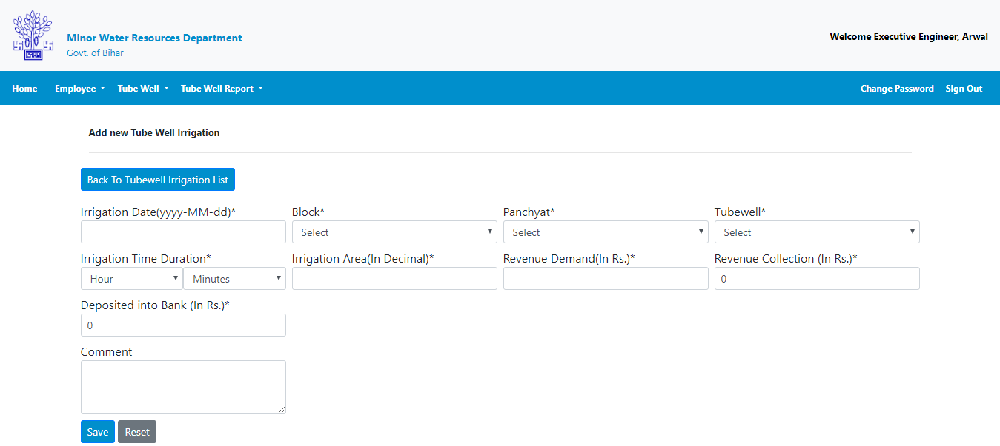 Minor Water Resources Department
Govt. of Bihar
Welcome Executive Engineer, Arwal
Home Employee Tube Well Tube Well Report Change Password Sign Out
Add new Tube Well Irrigation
Back To Tubewell Irrigation List
Irrigation Date(yyyy-MM-dd)* Block* Panchyat* Tubewell*
Select Select Select
Irrigation Time Duration* Irrigation Area(In Decimal)* Revenue Demand(In Rs.)* Revenue Collection (In Rs.)*
Hour Minutes 0
Deposited into Bank (In Rs.)*
0
Comment
Save Reset